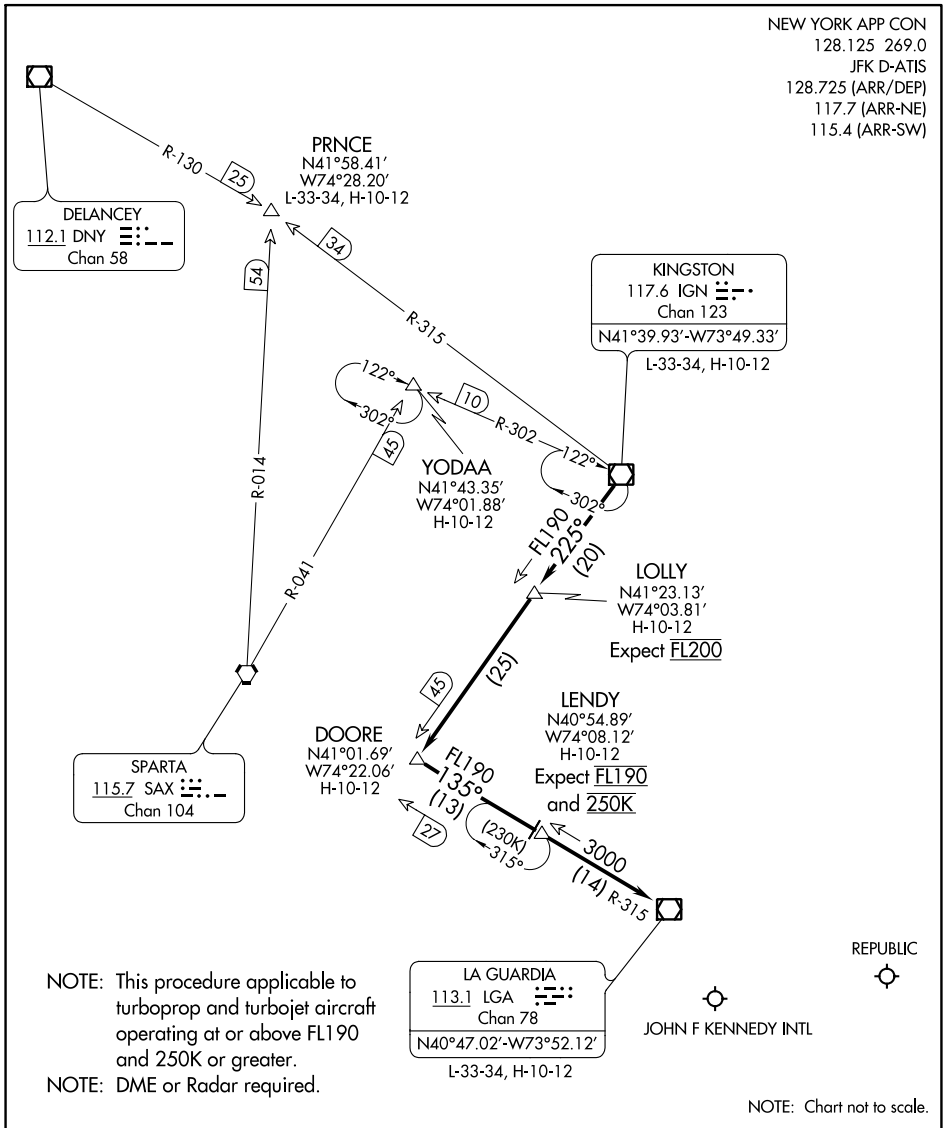 NEW YORK APP CON
128.125 269.0
JFK D-ATIS
128.725 (ARR/DEP)
117.7 (ARR-NE)
115.4 (ARR-SW)
R-130
25
PRNCE
N41°58.41'
W74°28.20'
L-33-34, H-10-12
DELANCEY
112.1 DNY
Chan 58
54
34
R-315
KINGSTON
117.6 IGN
Chan 123
N41°39.93'-W73°49.33'
L-33-34, H-10-12
122°
302°
45
10
R-302
122°
302°
YODAA
N41°43.35'
W74°01.88'
H-10-12
R-014
R-041
FL190
225°
(20)
LOLLY
N41°23.13'
W74°03.81'
H-10-12
Expect FL200
(25)
45
SPARTA
115.7 SAX
Chan 104
DOORE
N41°01.69'
W74°22.06'
H-10-12
27
LENDY
N40°54.89'
W74°08.12'
H-10-12
Expect FL190
and 250K
FL190
135°
(13)
(230K)
315°
3000
(14)
R-315
LA GUARDIA
113.1 LGA
Chan 78
N40°47.02'-W73°52.12'
L-33-34, H-10-12
REPUBLIC
JOHN F KENNEDY INTL
NOTE: This procedure applicable to
turboprop and turbojet aircraft
operating at or above FL190
and 250K or greater.
NOTE: DME or Radar required.
NOTE: Chart not to scale.